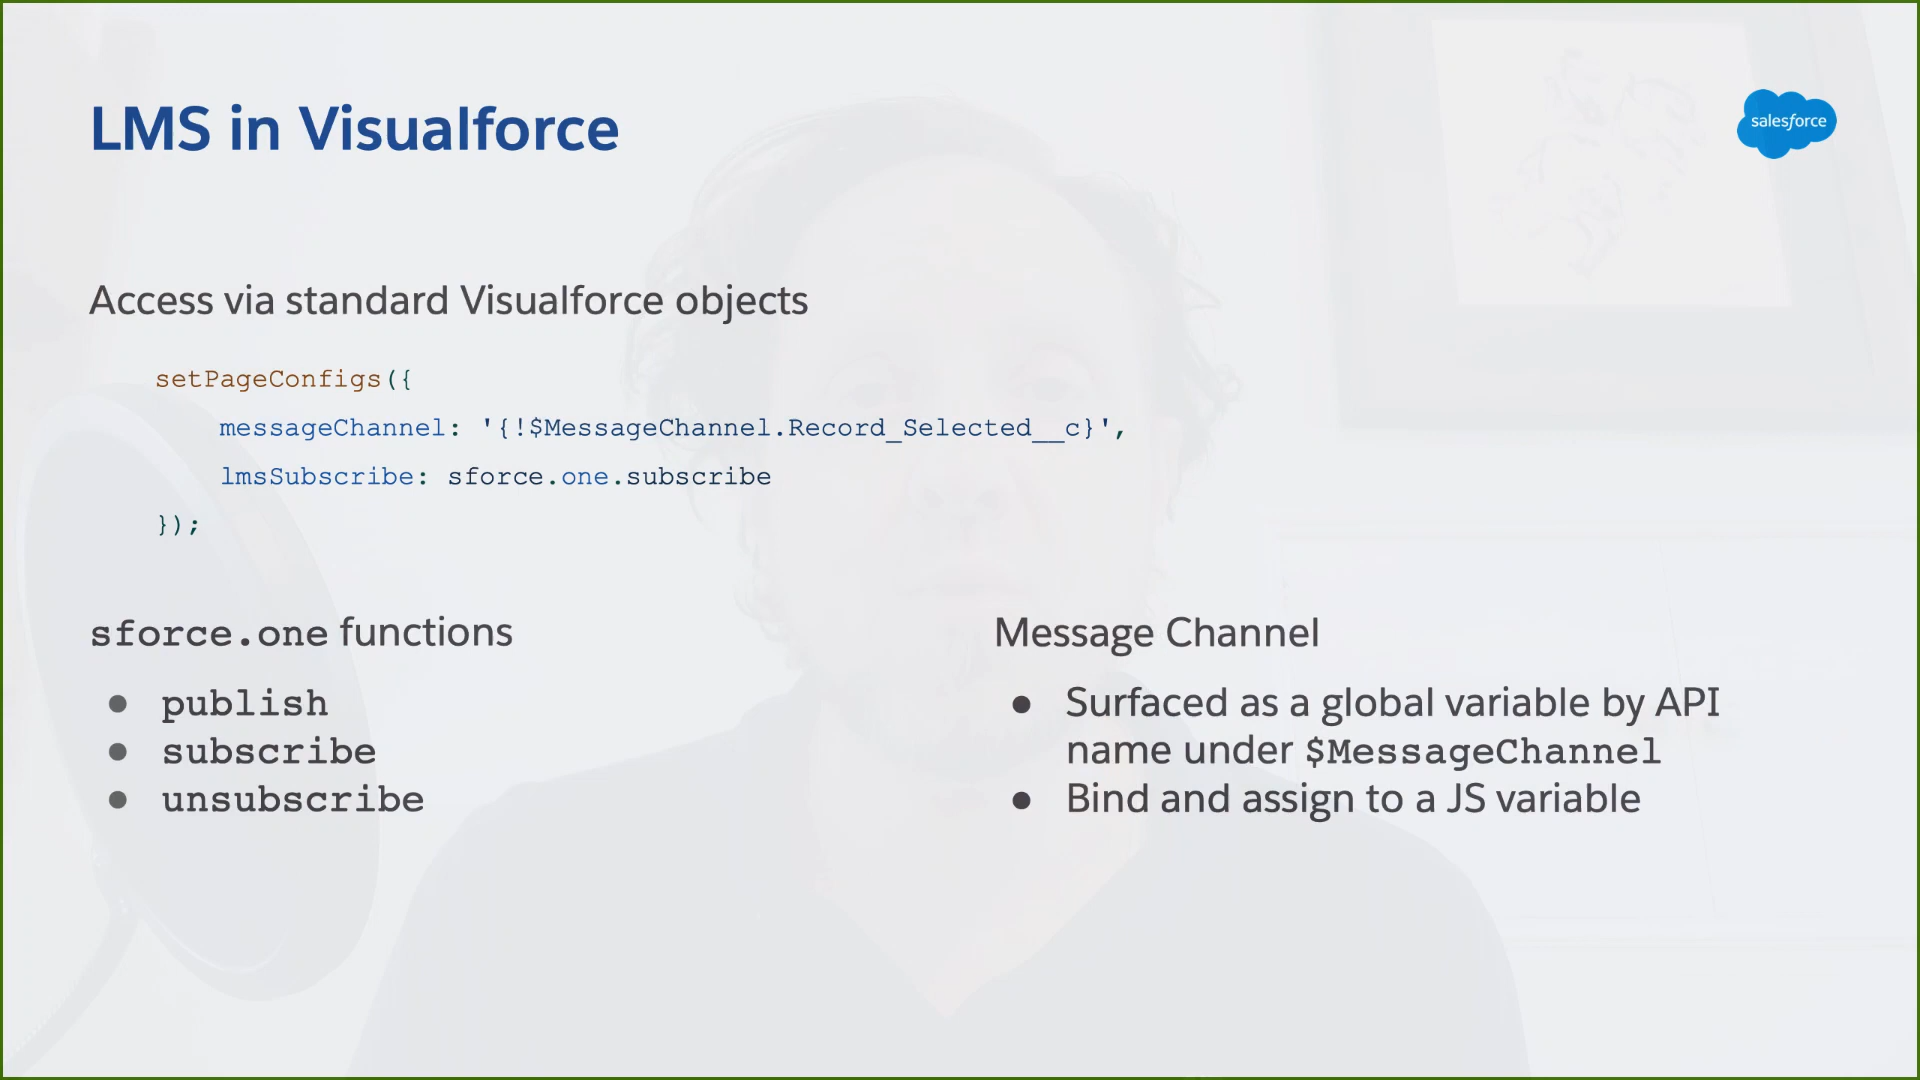 LMS in Visualforce
salesforce
Access via standard Visualforce objects
setPageConfigs({
messageChannel: '{!$MessageChannel.Record_Selected__c}',
lmsSubscribe: sforce.one.subscribe
});
sforce.one functions
● publish
● subscribe
● unsubscribe
Message Channel
● Surfaced as a global variable by API
name under $MessageChannel
● Bind and assign to a JS variable